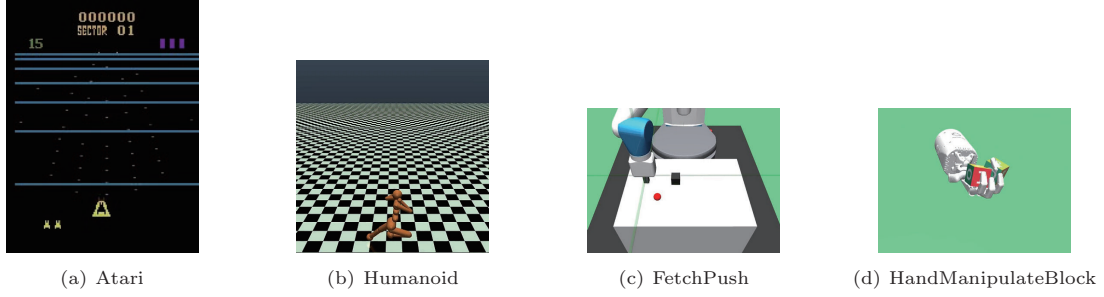 000000
SECTOR 01
15
(a) Atari
(b) Humanoid
(c) FetchPush
(d) HandManipulateBlock